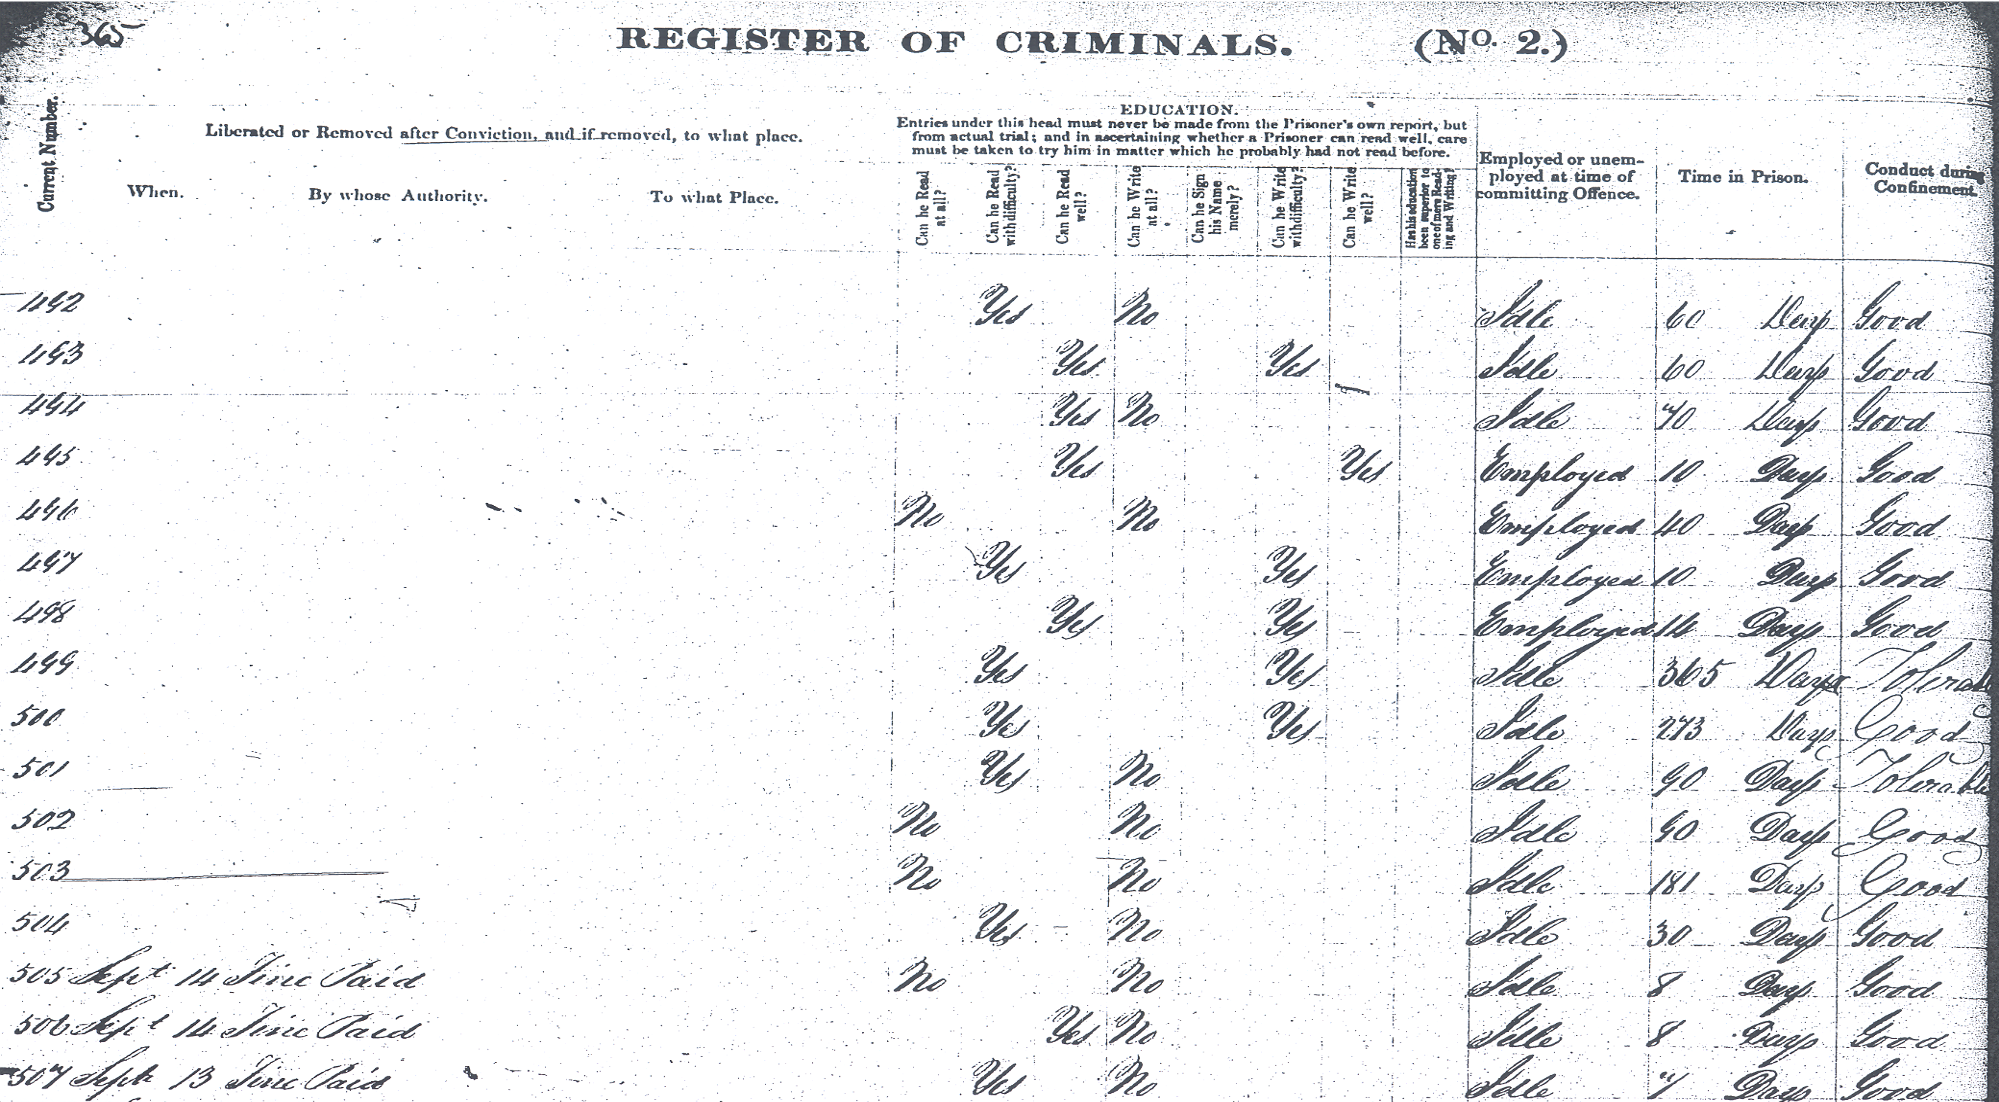 365
REGISTER OF CRIMINALS. (No. 2.)
Current Number.
Liberated or Removed after Conviction, and if removed, to what place.
When. By whose Authority. To what Place.
EDUCATION.
Entries under this head must never be made from the Prisoner's own report, but
from actual trial; and in ascertaining whether a Prisoner can read well, care
must be taken to try him in matter which he probably had not read before.
Can he Read at all?
Can he Read with difficulty?
Can he Read well?
Can he Write at all?
Can he Sign his Name merely?
Can he Write with difficulty?
Can he Write well?
Has his education been superior to one of mere Reading and Writing?
Employed or unem-
ployed at time of
committing Offence.
Time in Prison.
Conduct during
Confinement.
492 Yes No Idle 60 Days Good
493 Yes Yes Idle 60 Days Good
494 Yes No Idle 70 Days Good
495 Yes Yes Employed 10 Days Good
496 No No Employed 40 Days Good
497 Yes Yes Employed 10 Days Good
498 Yes Yes Employed 14 Days Good
499 Yes Yes Idle 365 Days Tolerable
500 Yes Yes Idle 273 Days Good
501 Yes No Idle 90 Days Tolerable
502 No No Idle 90 Days Good
503 No No Idle 181 Days Good
504 Yes No Idle 30 Days Good
505 Sept 14 Fine Paid No No Idle 8 Days Good
506 Sept 14 Fine Paid Yes No Idle 8 Days Good
507 Sept 13 Fine Paid Yes No Idle 7 Days Good